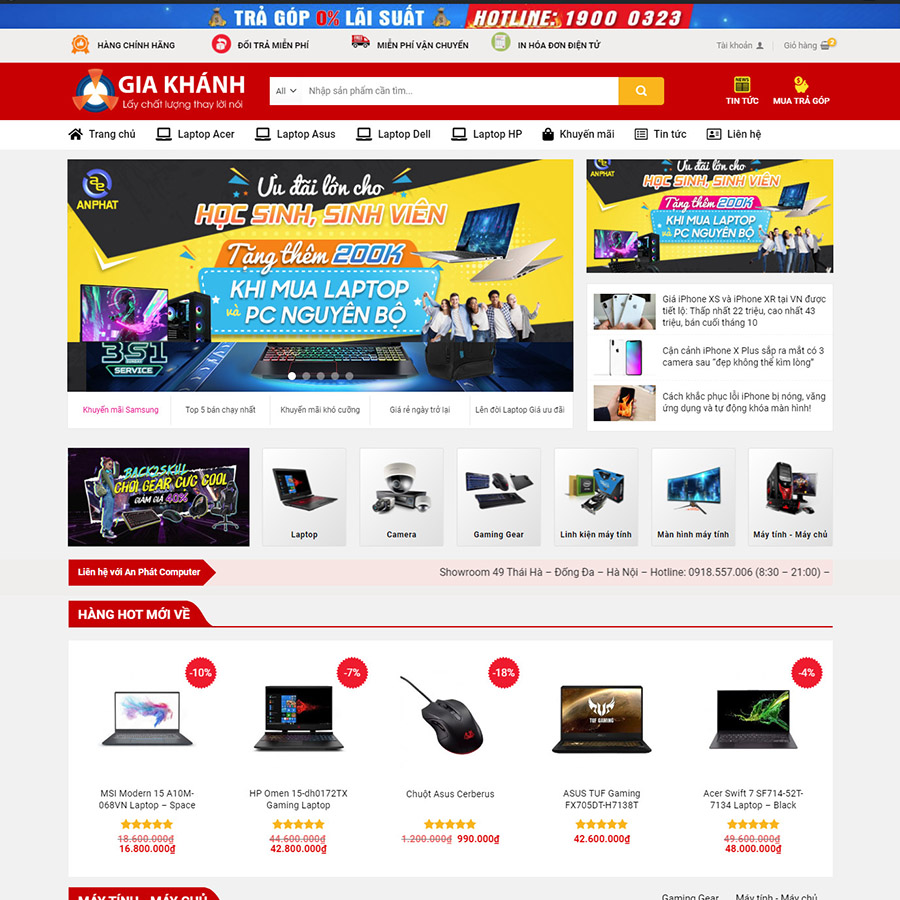 TRẢ GÓP 0% LÃI SUẤT HOTLINE: 1900 0323
HÀNG CHÍNH HÃNG
ĐỔI TRẢ MIỄN PHÍ
MIỄN PHÍ VẬN CHUYỂN
IN HÓA ĐƠN ĐIỆN TỬ
Tài khoản
Giỏ hàng
GIA KHÁNH
Lấy chất lượng thay lời nói
All
Nhập sản phẩm cần tìm...
NEWS
TIN TỨC
MUA TRẢ GÓP
Trang chủ
Laptop Acer
Laptop Asus
Laptop Dell
Laptop HP
Khuyến mãi
Tin tức
Liên hệ
ANPHAT
Ưu đãi lớn cho
HỌC SINH, SINH VIÊN
Tặng thêm 200K
KHI MUA LAPTOP
và PC NGUYÊN BỘ
3S1
SERVICE
Khuyến mãi Samsung
Top 5 bán chạy nhất
Khuyến mãi khó cưỡng
Giá rẻ ngày trở lại
Lên đời Laptop Giá ưu đãi
ANPHAT
Ưu đãi lớn cho
HỌC SINH, SINH VIÊN
Tặng thêm 200K
KHI MUA LAPTOP
và PC NGUYÊN BỘ
Giá iPhone XS và iPhone XR tại VN được
tiết lộ: Thấp nhất 22 triệu, cao nhất 43
triệu, bán cuối tháng 10
Cận cảnh iPhone X Plus sắp ra mắt có 3
camera sau "đẹp không thể kìm lòng"
Cách khắc phục lỗi iPhone bị nóng, văng
ứng dụng và tự động khóa màn hình!
BACK2SKUL
CHƠI GEAR CỰC COOL
GIẢM GIÁ 40%
Laptop
Camera
Gaming Gear
Linh kiện máy tính
Màn hình máy tính
Máy tính - Máy chủ
Liên hệ với An Phát Computer
Showroom 49 Thái Hà – Đống Đa – Hà Nội – Hotline: 0918.557.006 (8:30 – 21:00) –
HÀNG HOT MỚI VỀ
-10%
-7%
-18%
-4%
TUF GAMING
MSI Modern 15 A10M-
068VN Laptop – Space
18.600.000₫
16.800.000₫
HP Omen 15-dh0172TX
Gaming Laptop
44.600.000₫
42.800.000₫
Chuột Asus Cerberus
1.200.000₫ 990.000₫
ASUS TUF Gaming
FX705DT-H7138T
42.600.000₫
Acer Swift 7 SF714-52T-
7134 Laptop – Black
49.600.000₫
48.000.000₫
MÁY TÍNH - MÁY CHỦ
Gaming Gear
Máy tính - Máy chủ